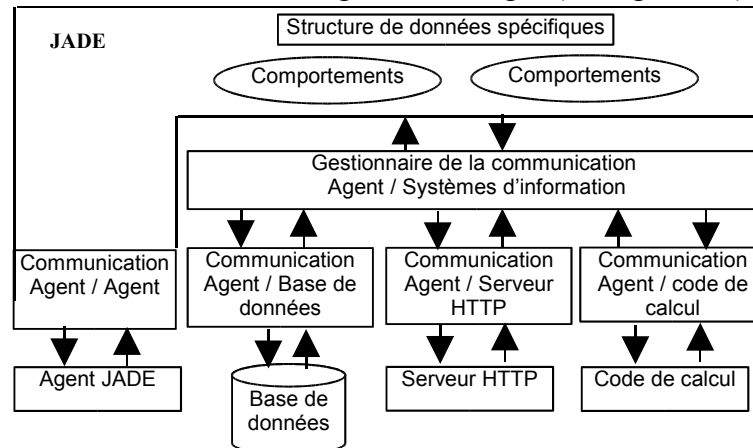 Structure de données spécifiques
JADE
Comportements
Comportements
Gestionnaire de la communication
Agent / Systèmes d'information
Communication
Agent / Agent
Communication
Agent / Base de
données
Communication
Agent / Serveur
HTTP
Communication
Agent / code de
calcul
Agent JADE
Base de
données
Serveur HTTP
Code de calcul